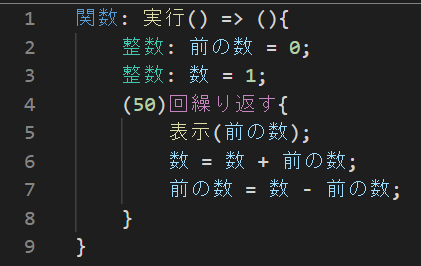 1 関数: 実行() => (){
2 整数: 前の数 = 0;
3 整数: 数 = 1;
4 (50)回繰り返す{
5 表示(前の数);
6 数 = 数 + 前の数;
7 前の数 = 数 - 前の数;
8 }
9 }